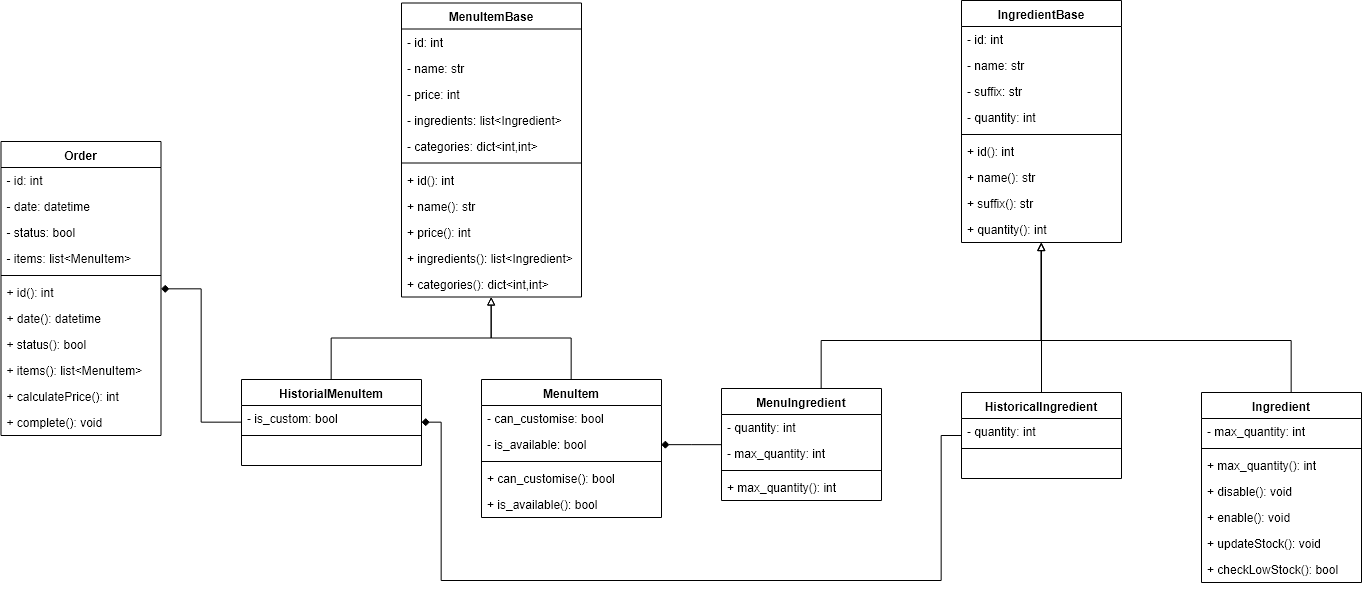 MenuItemBase
- id: int
- name: str
- price: int
- ingredients: list<Ingredient>
- categories: dict<int,int>
+ id(): int
+ name(): str
+ price(): int
+ ingredients(): list<Ingredient>
+ categories(): dict<int,int>
IngredientBase
- id: int
- name: str
- suffix: str
- quantity: int
+ id(): int
+ name(): str
+ suffix(): str
+ quantity(): int
Order
- id: int
- date: datetime
- status: bool
- items: list<MenuItem>
+ id(): int
+ date(): datetime
+ status(): bool
+ items(): list<MenuItem>
+ calculatePrice(): int
+ complete(): void
HistorialMenuItem
- is_custom: bool
MenuItem
- can_customise: bool
- is_available: bool
+ can_customise(): bool
+ is_available(): bool
MenuIngredient
- quantity: int
- max_quantity: int
+ max_quantity(): int
HistoricalIngredient
- quantity: int
Ingredient
- max_quantity: int
+ max_quantity(): int
+ disable(): void
+ enable(): void
+ updateStock(): void
+ checkLowStock(): bool